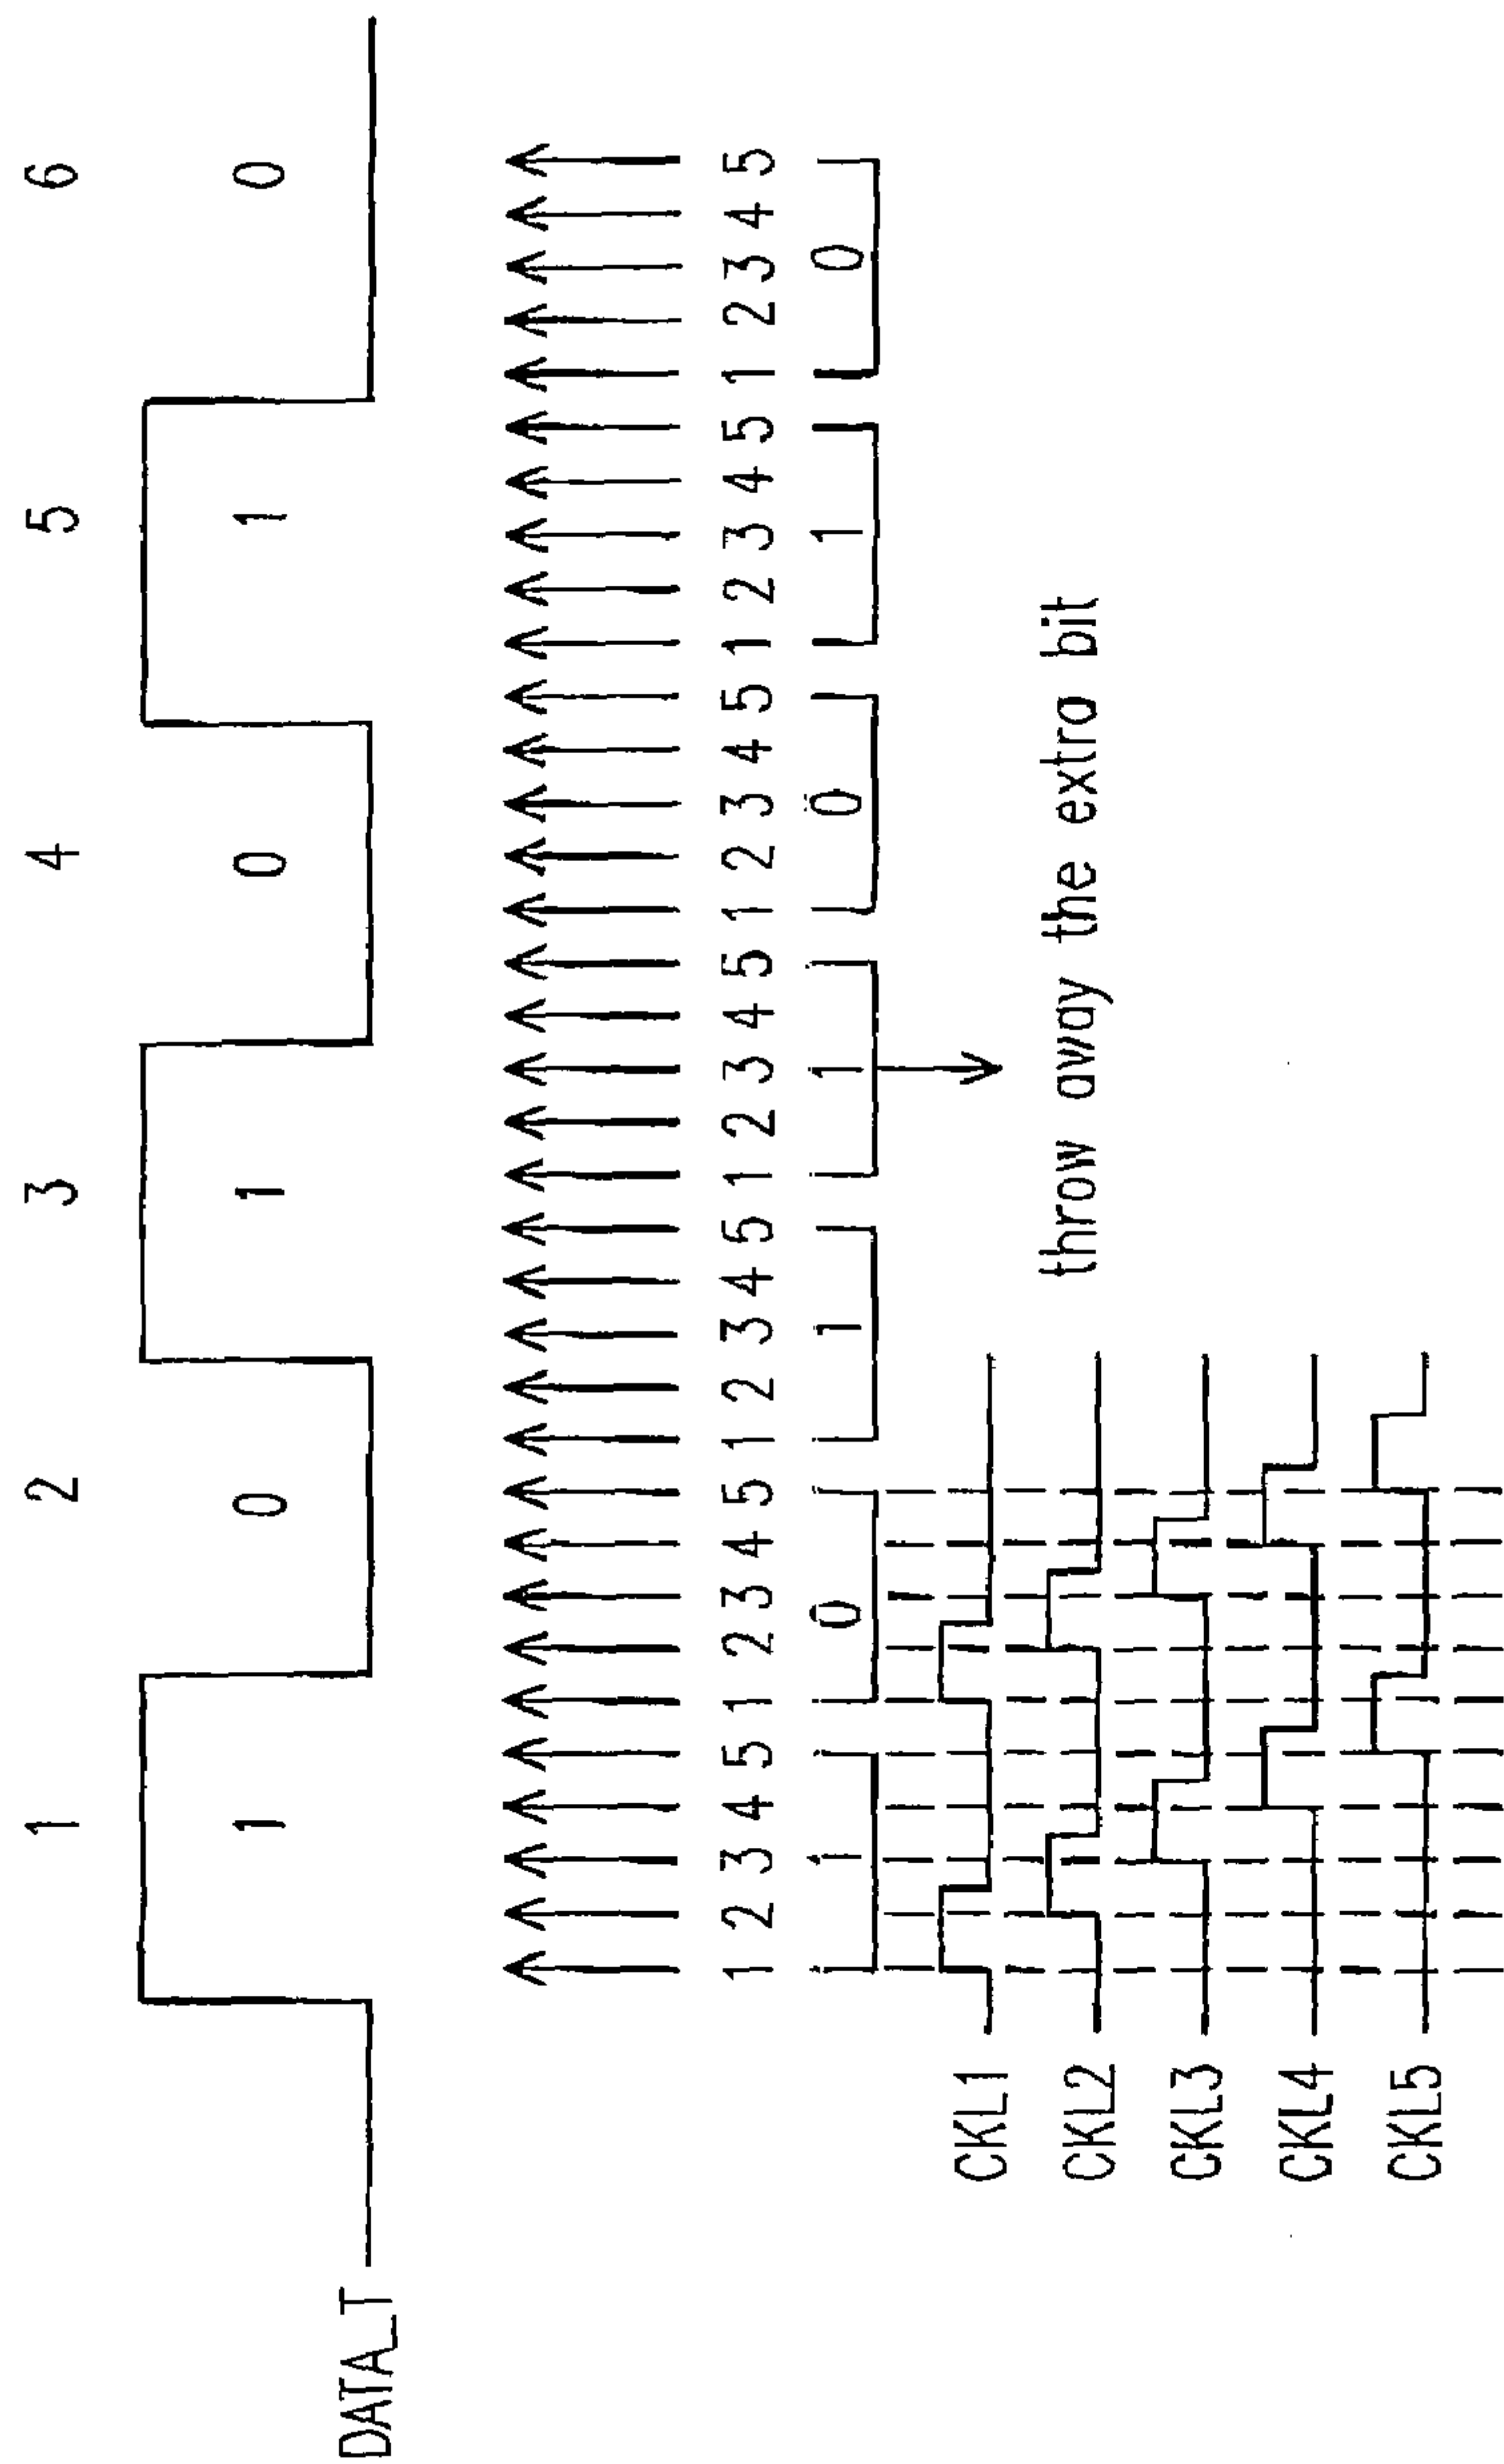 1 2 3 4 5 6
1 0 1 0 1 0
DATA_T
1 2 3 4 5 1 2 3 4 5 1 2 3 4 5 1 2 3 4 5 1 2 3 4 5 1 2 3 4 5 1 2 3 4 5
1 0 1 1 0 1 0
throw away the extra bit
CKL1
CKL2
CKL3
CKL4
CKL5